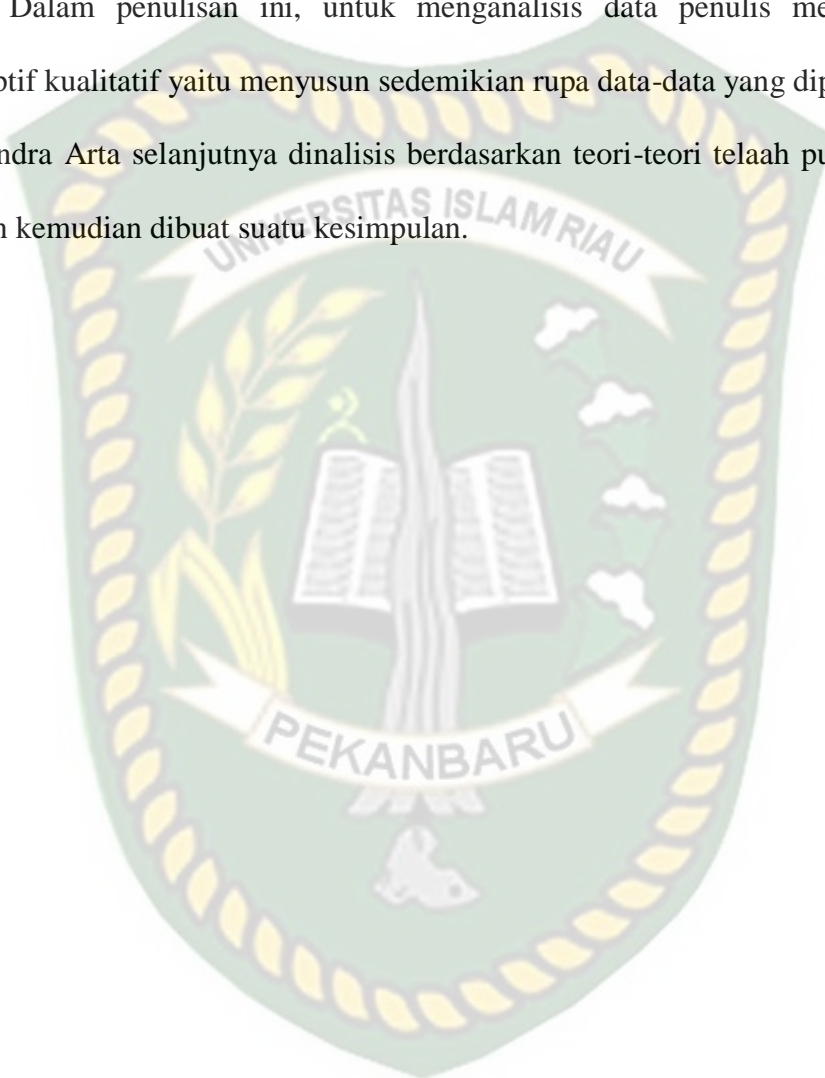 Dalam penulisan ini, untuk menganalisis data penulis me
ptif kualitatif yaitu menyusun sedemikian rupa data-data yang dip
ndra Arta selanjutnya dinalisis berdasarkan teori-teori telaah pu
n kemudian dibuat suatu kesimpulan.
UNIVERSITAS ISLAM RIAU
PEKANBARU